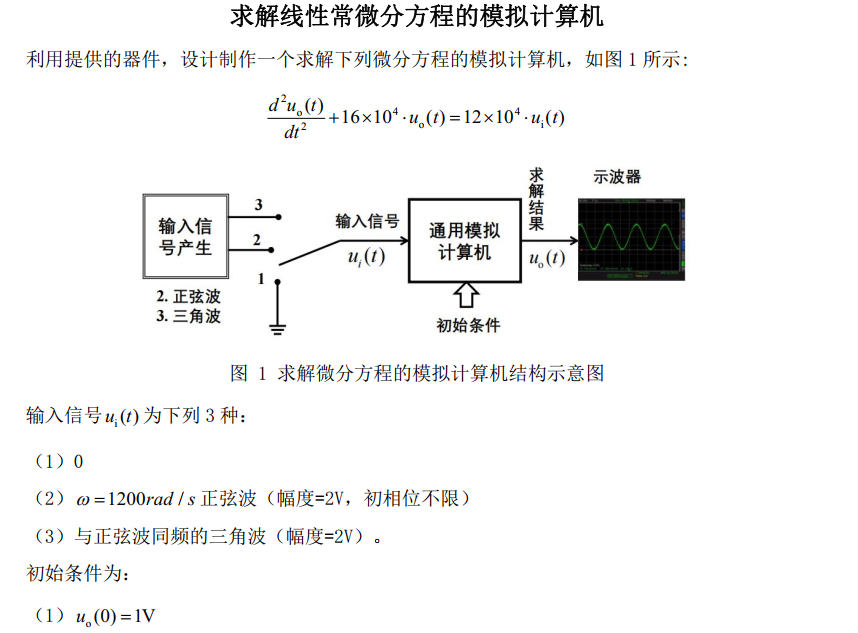 求解线性常微分方程的模拟计算机
利用提供的器件，设计制作一个求解下列微分方程的模拟计算机，如图 1 所示:
d²uₒ(t)/dt² +16×10⁴·uₒ(t)=12×10⁴·uᵢ(t)
输入信
号产生
3
2
1
2. 正弦波
3. 三角波
输入信号
uᵢ(t)
通用模拟
计算机
初始条件
求解结果
uₒ(t)
示波器
图 1 求解微分方程的模拟计算机结构示意图
输入信号 uᵢ(t) 为下列 3 种:
（1）0
（2）ω=1200rad / s 正弦波（幅度=2V，初相位不限）
（3）与正弦波同频的三角波（幅度=2V）。
初始条件为:
（1）uₒ(0)=1V